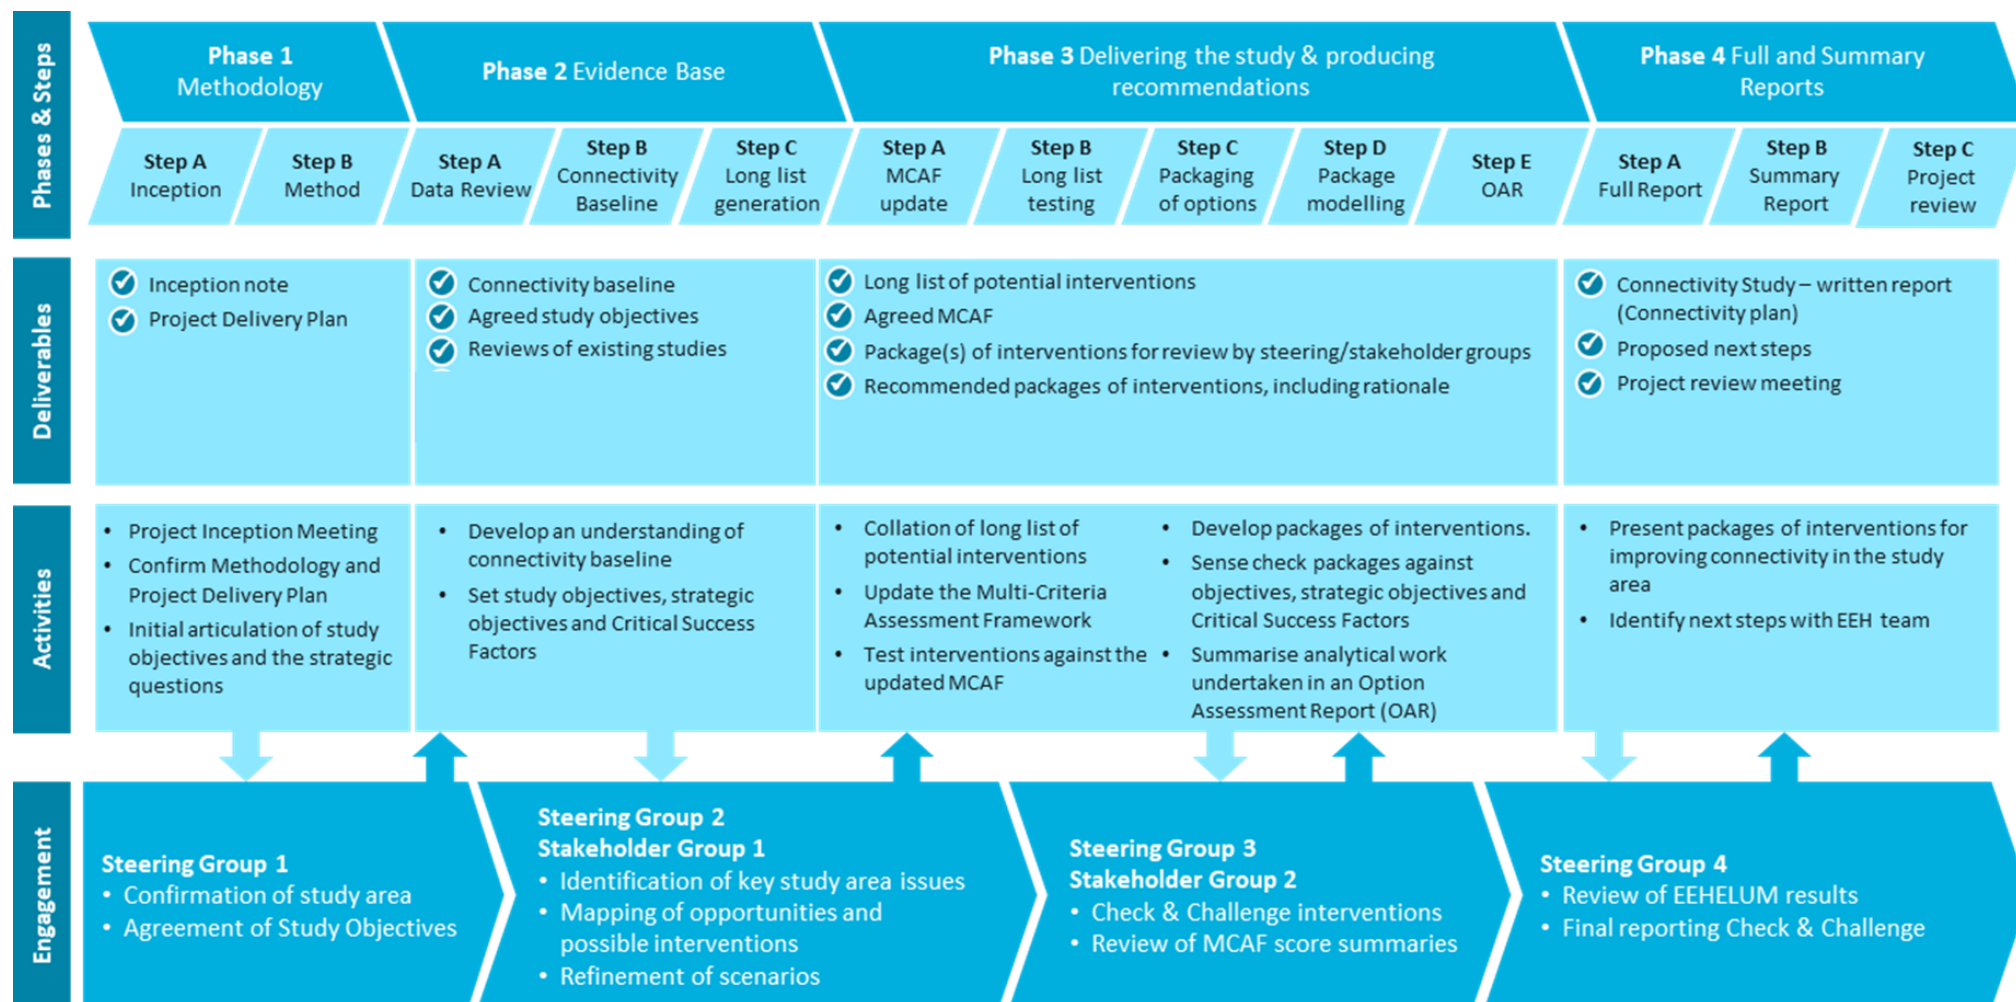 Phases & Steps
Phase 1
Methodology
Phase 2 Evidence Base
Phase 3 Delivering the study & producing
recommendations
Phase 4 Full and Summary
Reports
Step A
Inception
Step B
Method
Step A
Data Review
Step B
Connectivity
Baseline
Step C
Long list
generation
Step A
MCAF
update
Step B
Long list
testing
Step C
Packaging
of options
Step D
Package
modelling
Step E
OAR
Step A
Full Report
Step B
Summary
Report
Step C
Project
review
Deliverables
Inception note
Project Delivery Plan
Connectivity baseline
Agreed study objectives
Reviews of existing studies
Long list of potential interventions
Agreed MCAF
Package(s) of interventions for review by steering/stakeholder groups
Recommended packages of interventions, including rationale
Connectivity Study – written report
(Connectivity plan)
Proposed next steps
Project review meeting
Activities
• Project Inception Meeting
• Confirm Methodology and
Project Delivery Plan
• Initial articulation of study
objectives and the strategic
questions
• Develop an understanding of
connectivity baseline
• Set study objectives, strategic
objectives and Critical Success
Factors
• Collation of long list of
potential interventions
• Update the Multi-Criteria
Assessment Framework
• Test interventions against the
updated MCAF
• Develop packages of interventions.
• Sense check packages against
objectives, strategic objectives and
Critical Success Factors
• Summarise analytical work
undertaken in an Option
Assessment Report (OAR)
• Present packages of interventions for
improving connectivity in the study
area
• Identify next steps with EEH team
Engagement
Steering Group 1
• Confirmation of study area
• Agreement of Study Objectives
Steering Group 2
Stakeholder Group 1
• Identification of key study area issues
• Mapping of opportunities and
possible interventions
• Refinement of scenarios
Steering Group 3
Stakeholder Group 2
• Check & Challenge interventions
• Review of MCAF score summaries
Steering Group 4
• Review of EEHELUM results
• Final reporting Check & Challenge